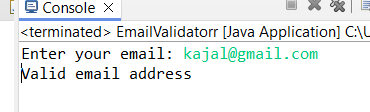 Console
<terminated> EmailValidatorr [Java Application] C:\
Enter your email: kajal@gmail.com
Valid email address